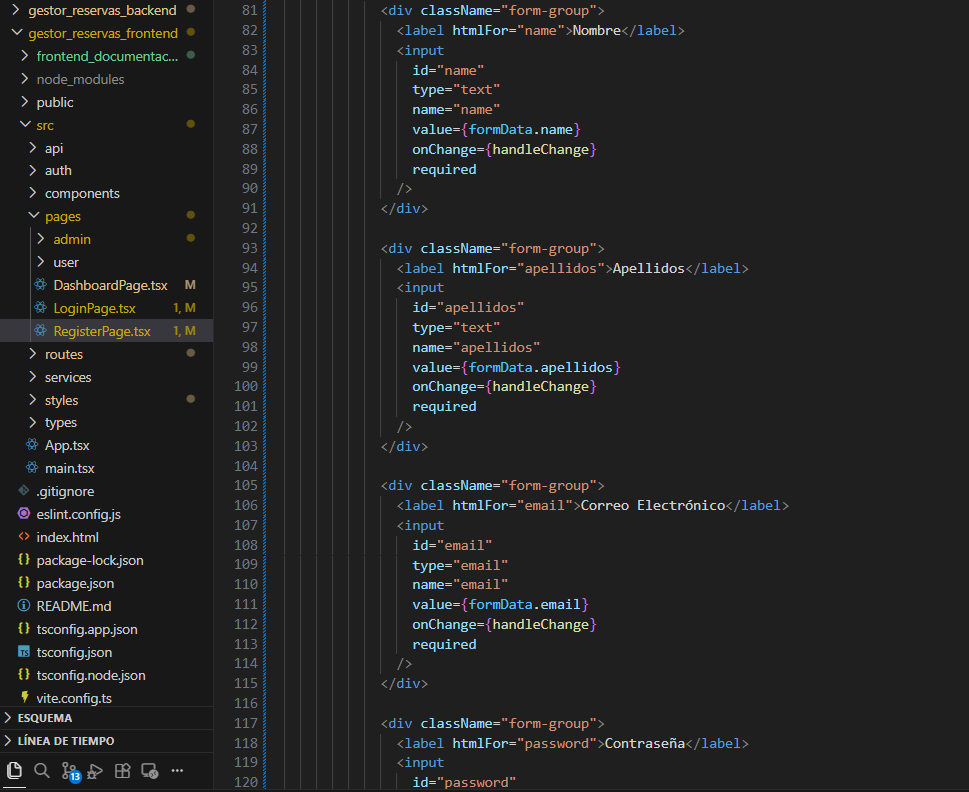 gestor_reservas_backend
gestor_reservas_frontend
frontend_documentac...
node_modules
public
src
api
auth
components
pages
admin
user
DashboardPage.tsx M
LoginPage.tsx 1, M
RegisterPage.tsx 1, M
routes
services
styles
types
App.tsx
main.tsx
.gitignore
eslint.config.js
index.html
package-lock.json
package.json
README.md
tsconfig.app.json
tsconfig.json
tsconfig.node.json
vite.config.ts
ESQUEMA
LÍNEA DE TIEMPO
13
81 <div className="form-group">
82 <label htmlFor="name">Nombre</label>
83 <input
84 id="name"
85 type="text"
86 name="name"
87 value={formData.name}
88 onChange={handleChange}
89 required
90 />
91 </div>
92
93 <div className="form-group">
94 <label htmlFor="apellidos">Apellidos</label>
95 <input
96 id="apellidos"
97 type="text"
98 name="apellidos"
99 value={formData.apellidos}
100 onChange={handleChange}
101 required
102 />
103 </div>
104
105 <div className="form-group">
106 <label htmlFor="email">Correo Electrónico</label>
107 <input
108 id="email"
109 type="email"
110 name="email"
111 value={formData.email}
112 onChange={handleChange}
113 required
114 />
115 </div>
116
117 <div className="form-group">
118 <label htmlFor="password">Contraseña</label>
119 <input
120 id="password"